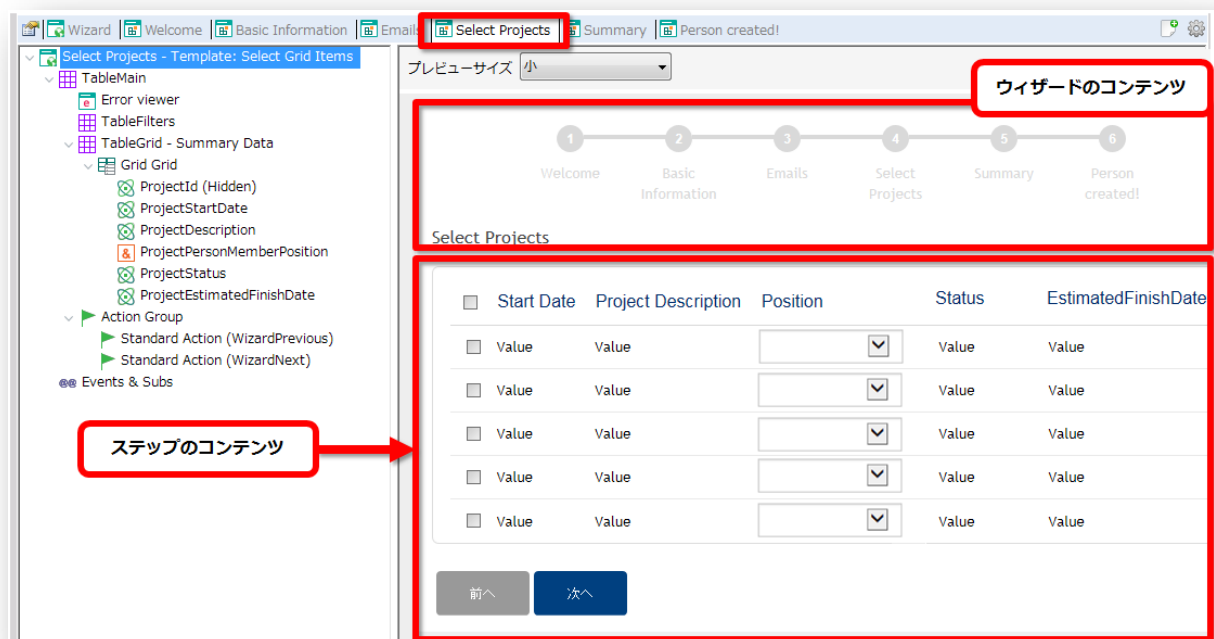 Wizard Welcome Basic Information Emails Select Projects Summary Person created!
Select Projects - Template: Select Grid Items
TableMain
Error viewer
TableFilters
TableGrid - Summary Data
Grid Grid
ProjectId (Hidden)
ProjectStartDate
ProjectDescription
ProjectPersonMemberPosition
ProjectStatus
ProjectEstimatedFinishDate
Action Group
Standard Action (WizardPrevious)
Standard Action (WizardNext)
Events & Subs
ステップのコンテンツ
プレビューサイズ 小
ウィザードのコンテンツ
1 2 3 4 5 6
Welcome Basic Emails Select Summary Person
Information Projects created!
Select Projects
Start Date Project Description Position Status EstimatedFinishDate
Value Value Value Value
Value Value Value Value
Value Value Value Value
Value Value Value Value
Value Value Value Value
前へ 次へ